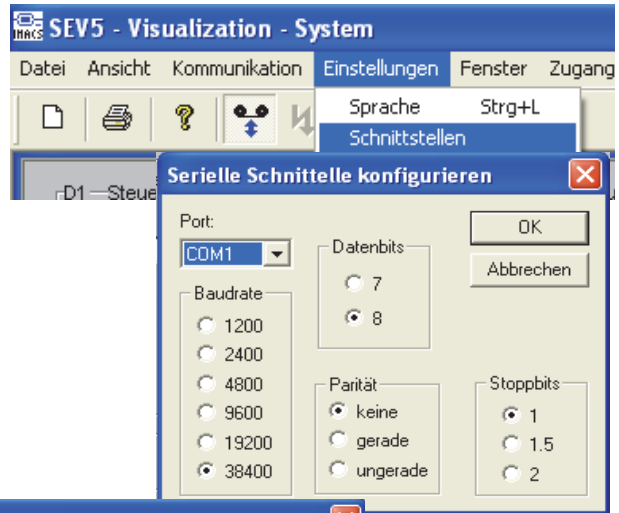 IMACS SEV5 - Visualization - System
Datei Ansicht Kommunikation Einstellungen Fenster Zugang
Sprache Strg+L
Schnittstellen
D1 Steue
Serielle Schnittelle konfigurieren
Port:
COM1
OK
Abbrechen
Datenbits
7
8
Baudrate
1200
2400
4800
9600
19200
38400
Parität
keine
gerade
ungerade
Stoppbits
1
1.5
2